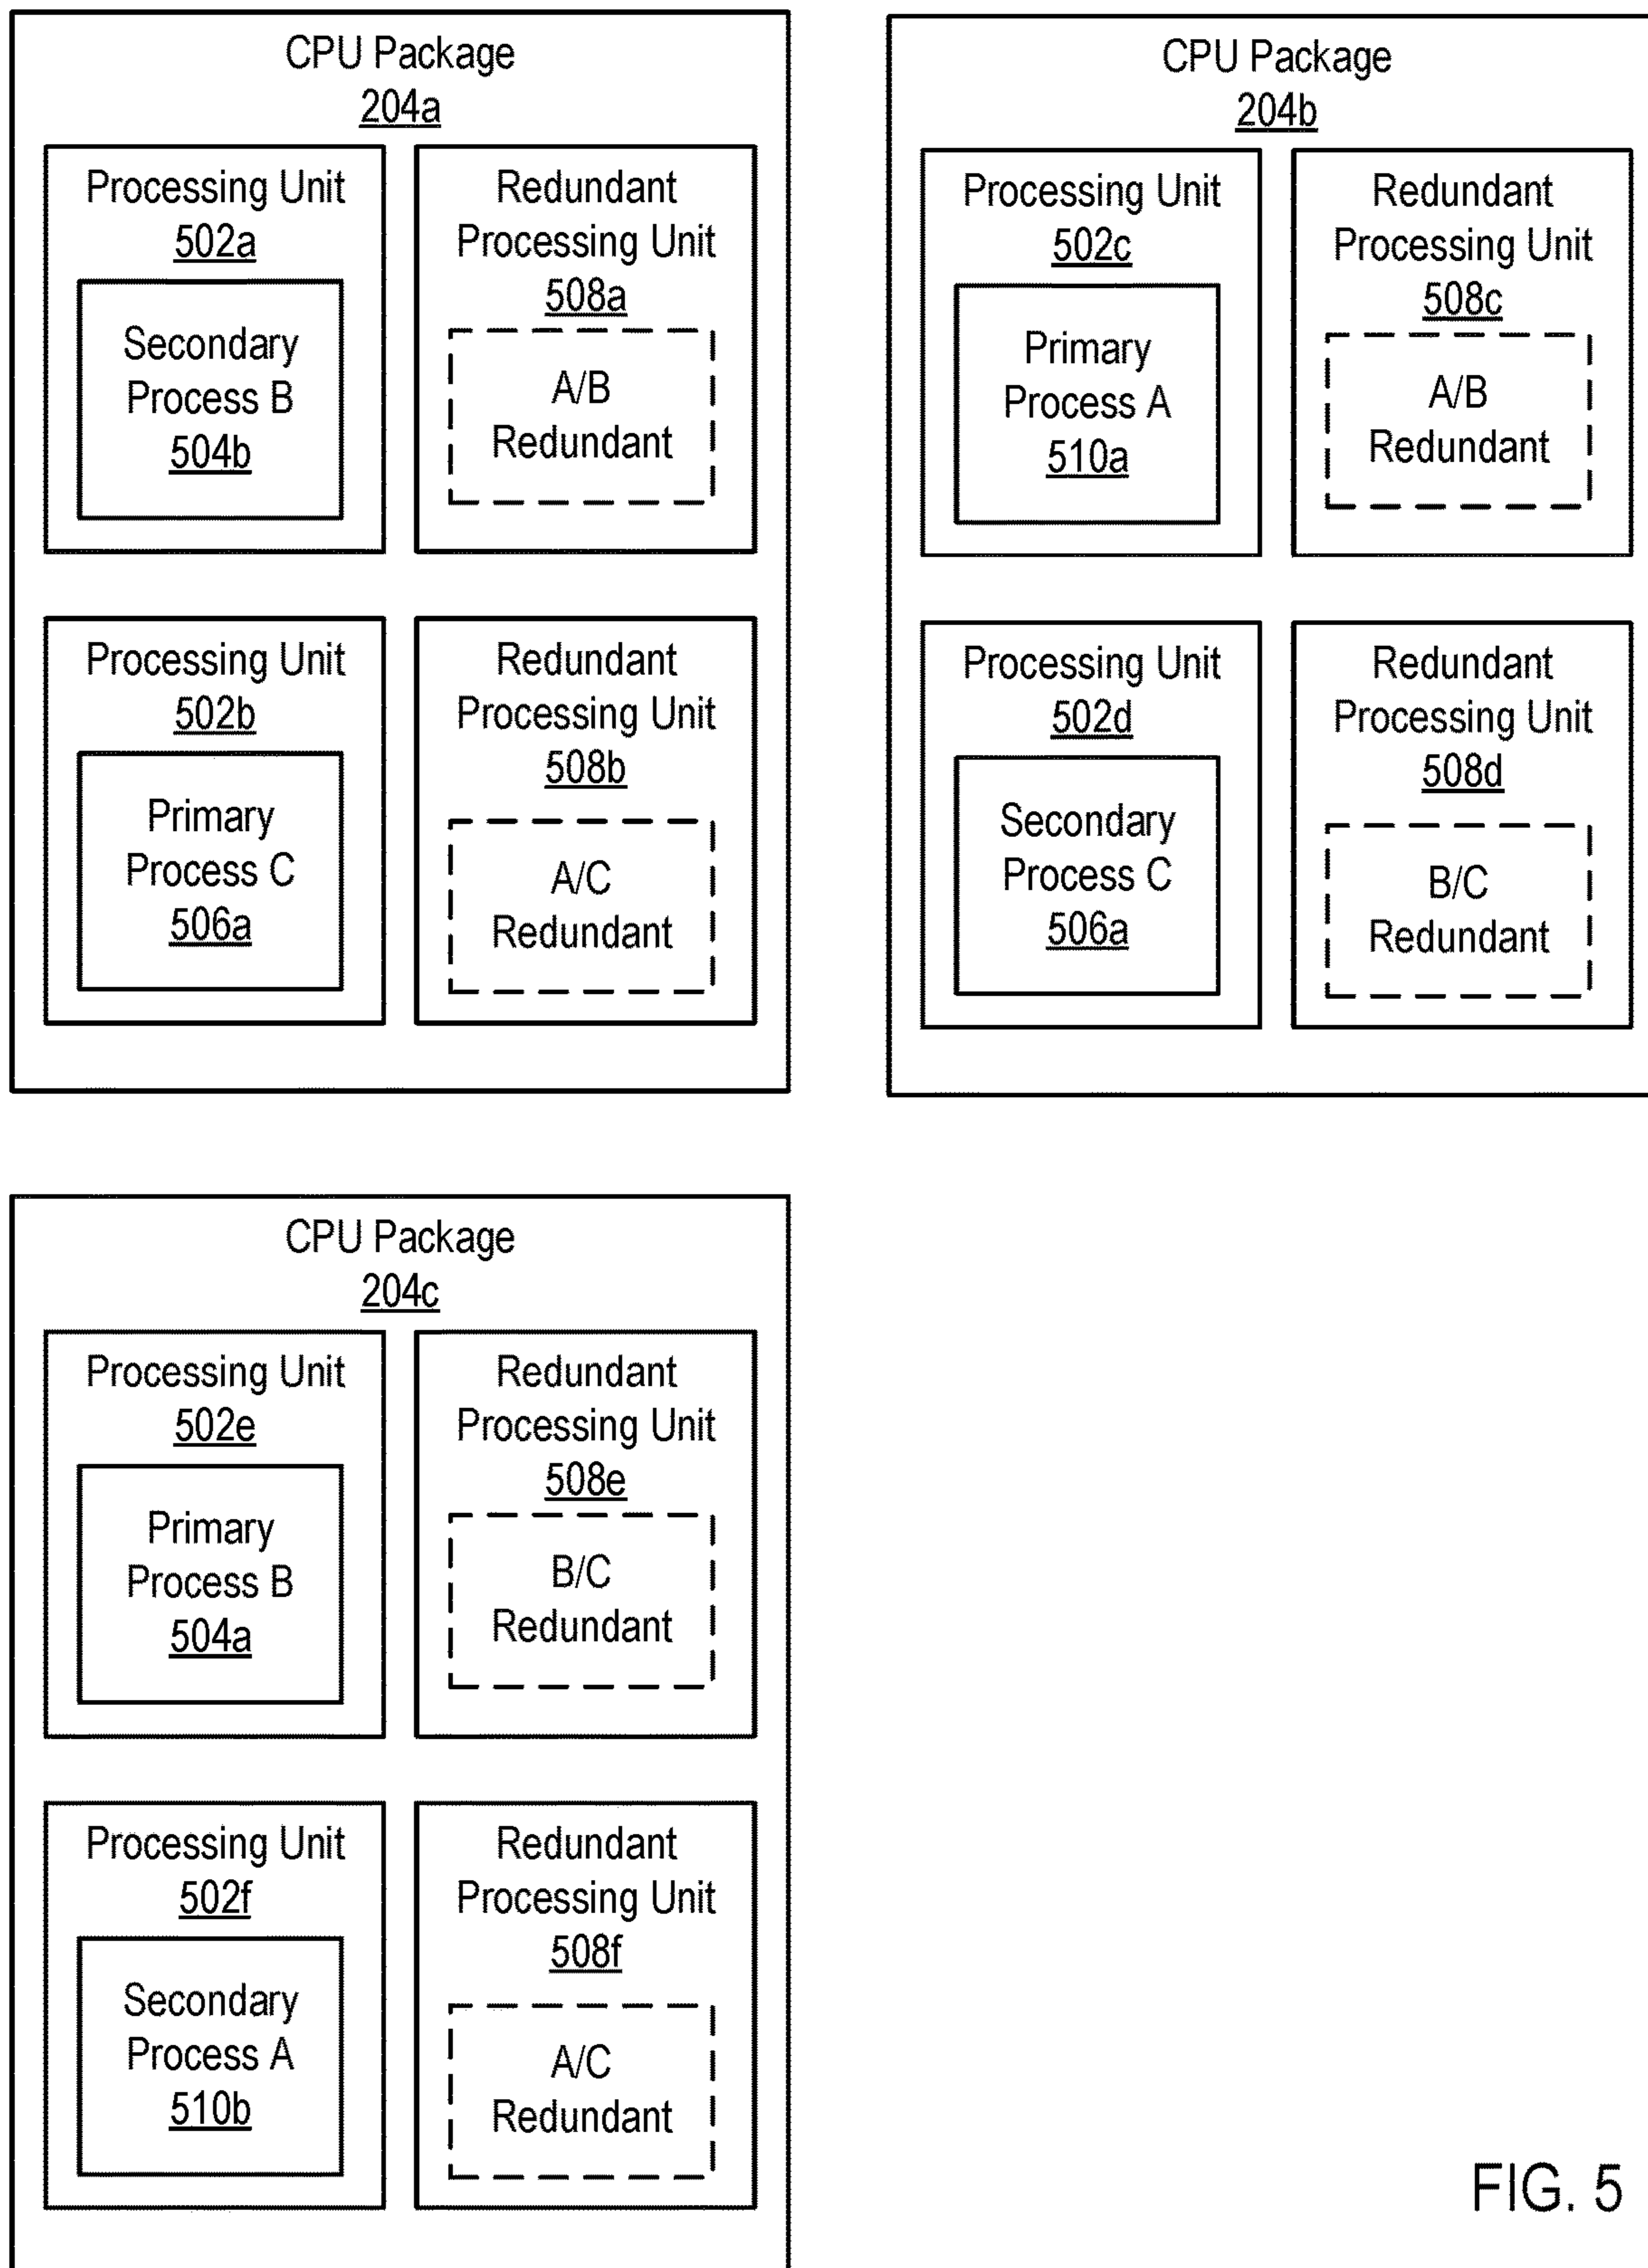 CPU Package
204a
Processing Unit
502a
Secondary
Process B
504b
Redundant
Processing Unit
508a
A/B
Redundant
Processing Unit
502b
Primary
Process C
506a
Redundant
Processing Unit
508b
A/C
Redundant
CPU Package
204b
Processing Unit
502c
Primary
Process A
510a
Redundant
Processing Unit
508c
A/B
Redundant
Processing Unit
502d
Secondary
Process C
506a
Redundant
Processing Unit
508d
B/C
Redundant
CPU Package
204c
Processing Unit
502e
Primary
Process B
504a
Redundant
Processing Unit
508e
B/C
Redundant
Processing Unit
502f
Secondary
Process A
510b
Redundant
Processing Unit
508f
A/C
Redundant
FIG. 5